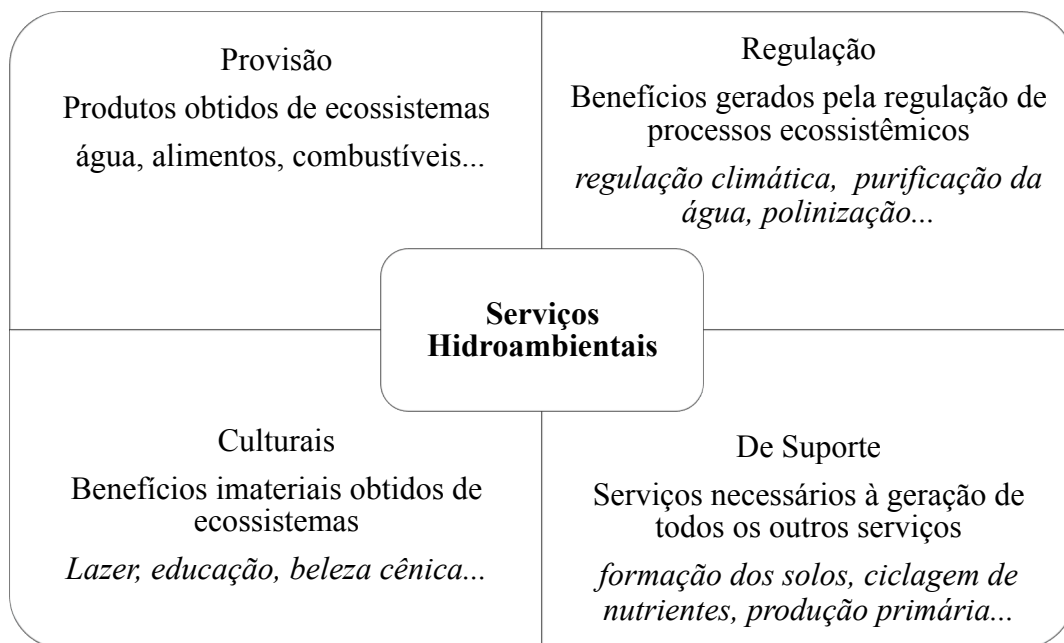 Provisão
Produtos obtidos de ecossistemas
água, alimentos, combustíveis...
Regulação
Benefícios gerados pela regulação de
processos ecossistêmicos
regulação climática, purificação da
água, polinização...
Serviços
Hidroambientais
Culturais
Benefícios imateriais obtidos de
ecossistemas
Lazer, educação, beleza cênica...
De Suporte
Serviços necessários à geração de
todos os outros serviços
formação dos solos, ciclagem de
nutrientes, produção primária...